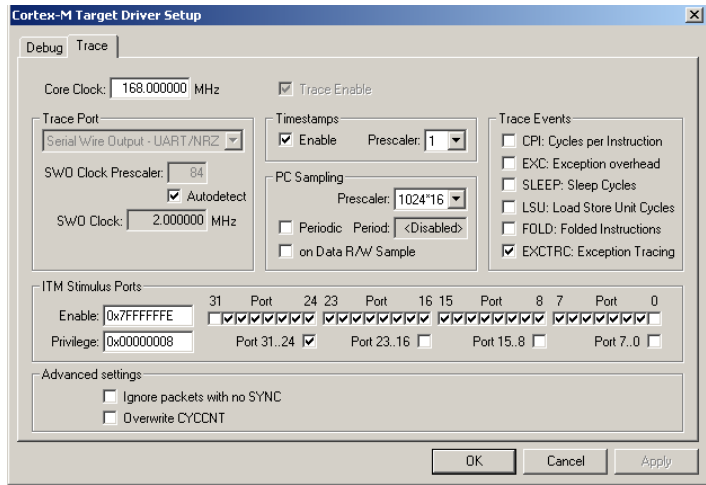 Cortex-M Target Driver Setup
Debug Trace
Core Clock: 168.000000 MHz Trace Enable
Trace Port
Serial Wire Output - UART/NRZ
SWO Clock Prescaler: 84
Autodetect
SWO Clock: 2.000000 MHz
Timestamps
Enable Prescaler: 1
PC Sampling
Prescaler: 1024*16
Periodic Period: <Disabled>
on Data R/W Sample
Trace Events
CPI: Cycles per Instruction
EXC: Exception overhead
SLEEP: Sleep Cycles
LSU: Load Store Unit Cycles
FOLD: Folded Instructions
EXCTRC: Exception Tracing
ITM Stimulus Ports
31 Port 24 23 Port 16 15 Port 8 7 Port 0
Enable: 0x7FFFFFFE
Privilege: 0x00000008 Port 31..24 Port 23..16 Port 15..8 Port 7..0
Advanced settings
Ignore packets with no SYNC
Overwrite CYCCNT
OK Cancel Apply